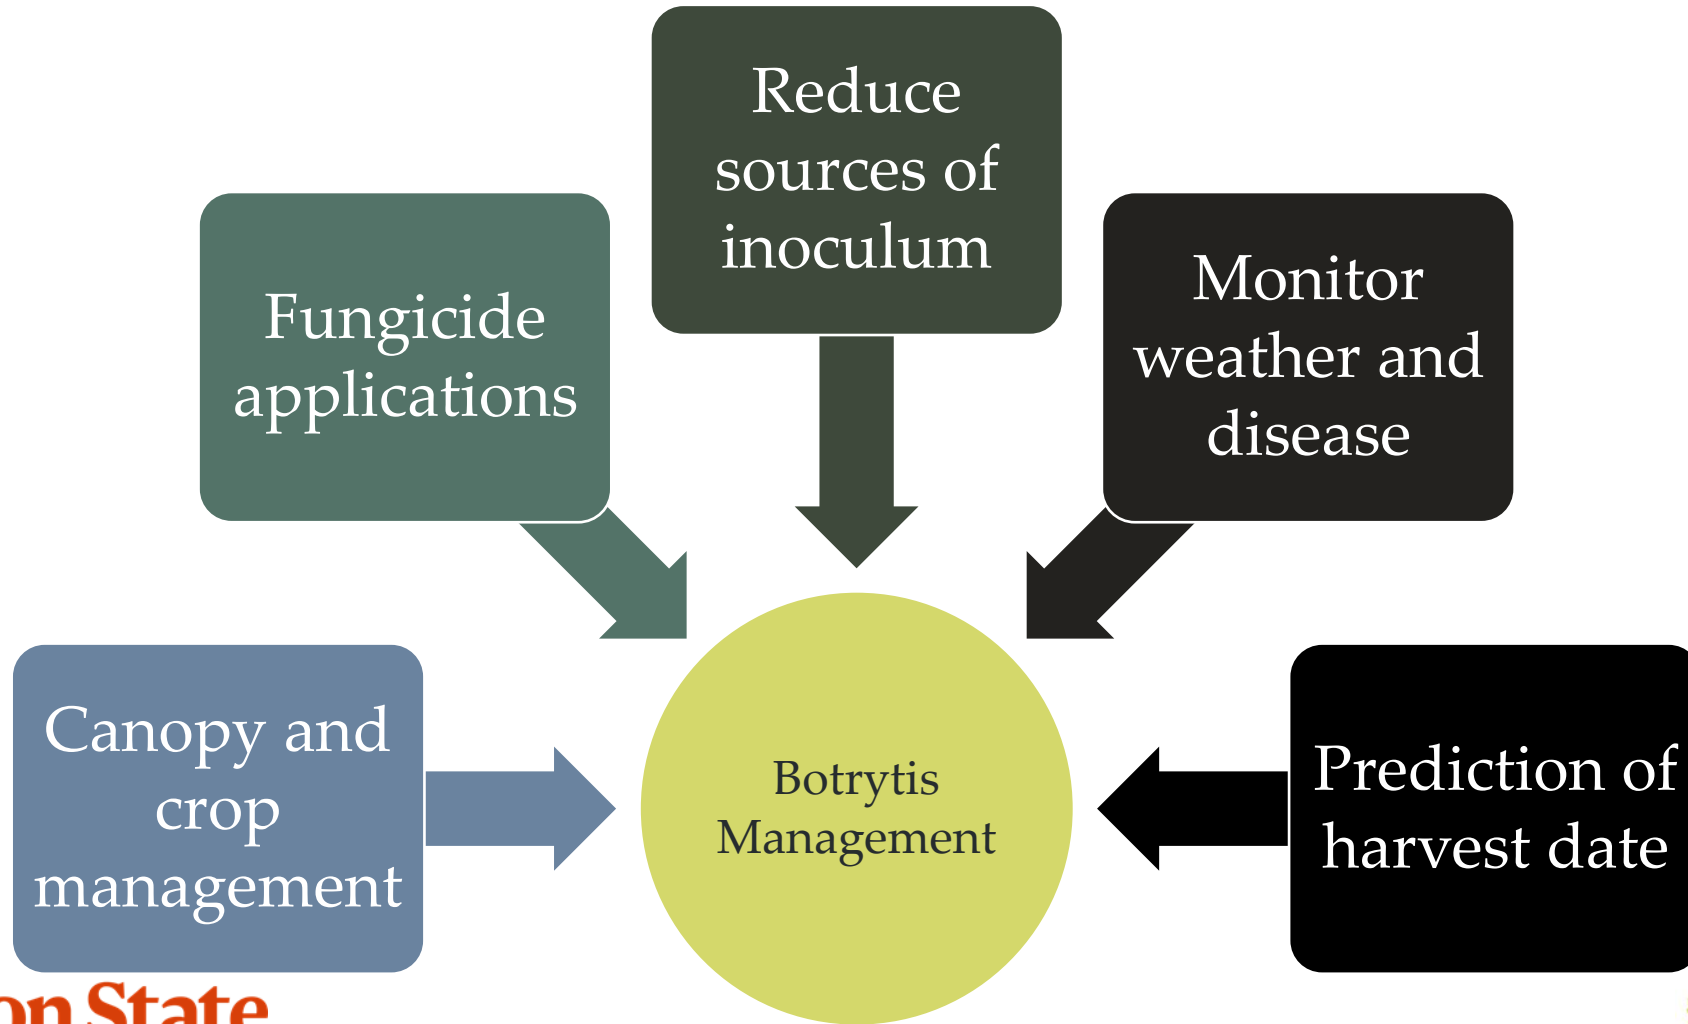 Reduce
sources of
inoculum
Fungicide
applications
Monitor
weather and
disease
Canopy and
crop
management
Botrytis
Management
Prediction of
harvest date
State